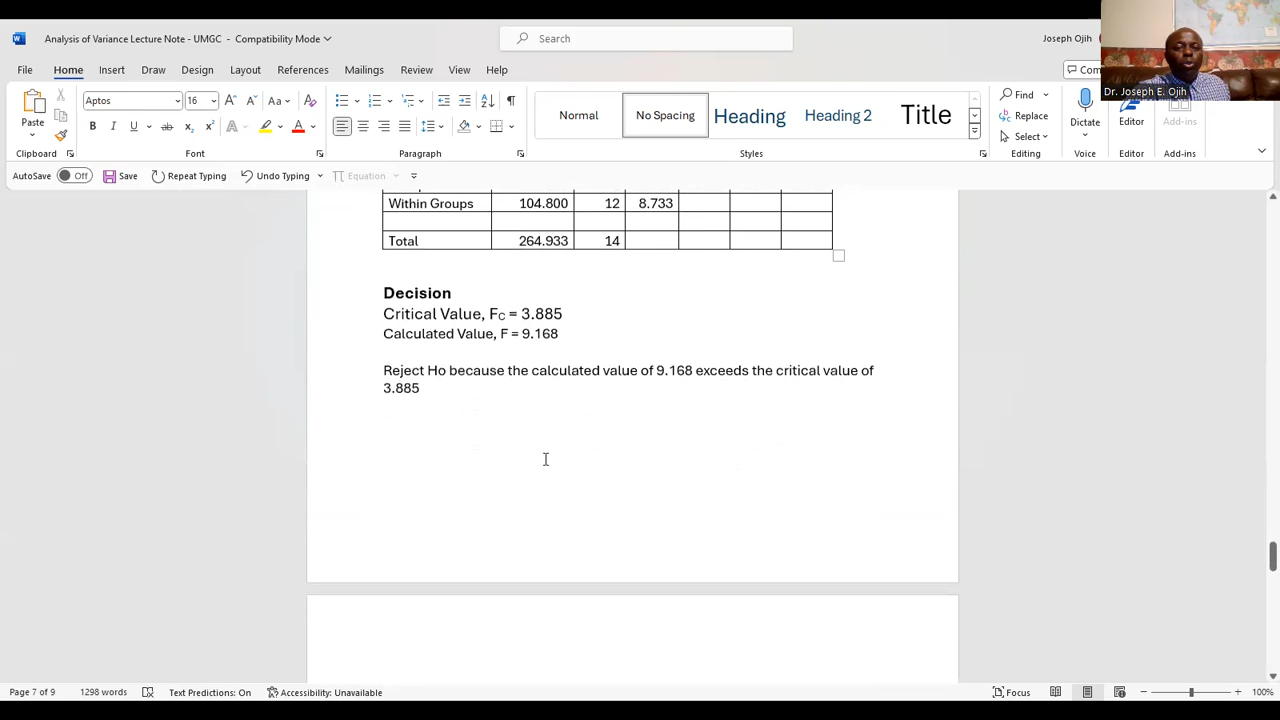 Analysis of Variance Lecture Note - UMGC - Compatibility Mode
Search
Joseph Ojih
Dr. Joseph E. Ojih
File Home Insert Draw Design Layout References Mailings Review View Help
Com
Aptos 16
Aa
B I U ab x₂ x² A A
Paste
Normal
No Spacing
Heading
Heading 2
Title
Find
Replace
Select
Dictate
Editor
Add-ins
Clipboard Font Paragraph Styles Editing Voice Editor Add-ins
AutoSave Off Save Repeat Typing Undo Typing Equation
Within Groups 104.800 12 8.733
Total 264.933 14
Decision
Critical Value, FC = 3.885
Calculated Value, F = 9.168
Reject Ho because the calculated value of 9.168 exceeds the critical value of
3.885
Page 7 of 9 1298 words Text Predictions: On Accessibility: Unavailable Focus 100%